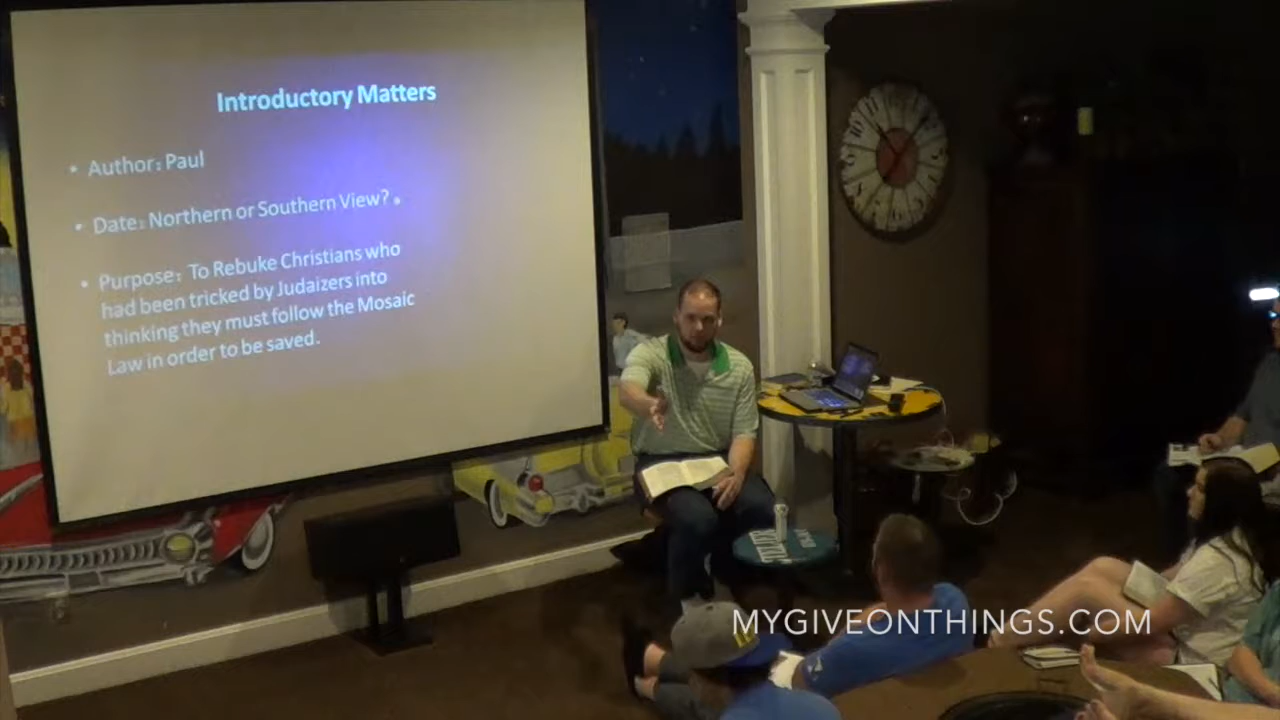 Introductory Matters
• Author: Paul
• Date: Northern or Southern View?
• Purpose: To Rebuke Christians who
had been tricked by Judaizers into
thinking they must follow the Mosaic
Law in order to be saved.
MYGIVEONTHINGS.COM